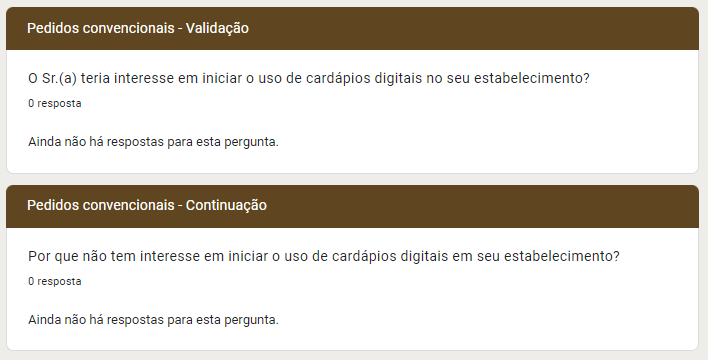 Pedidos convencionais - Validação
O Sr.(a) teria interesse em iniciar o uso de cardápios digitais no seu estabelecimento?
0 resposta
Ainda não há respostas para esta pergunta.
Pedidos convencionais - Continuação
Por que não tem interesse em iniciar o uso de cardápios digitais em seu estabelecimento?
0 resposta
Ainda não há respostas para esta pergunta.